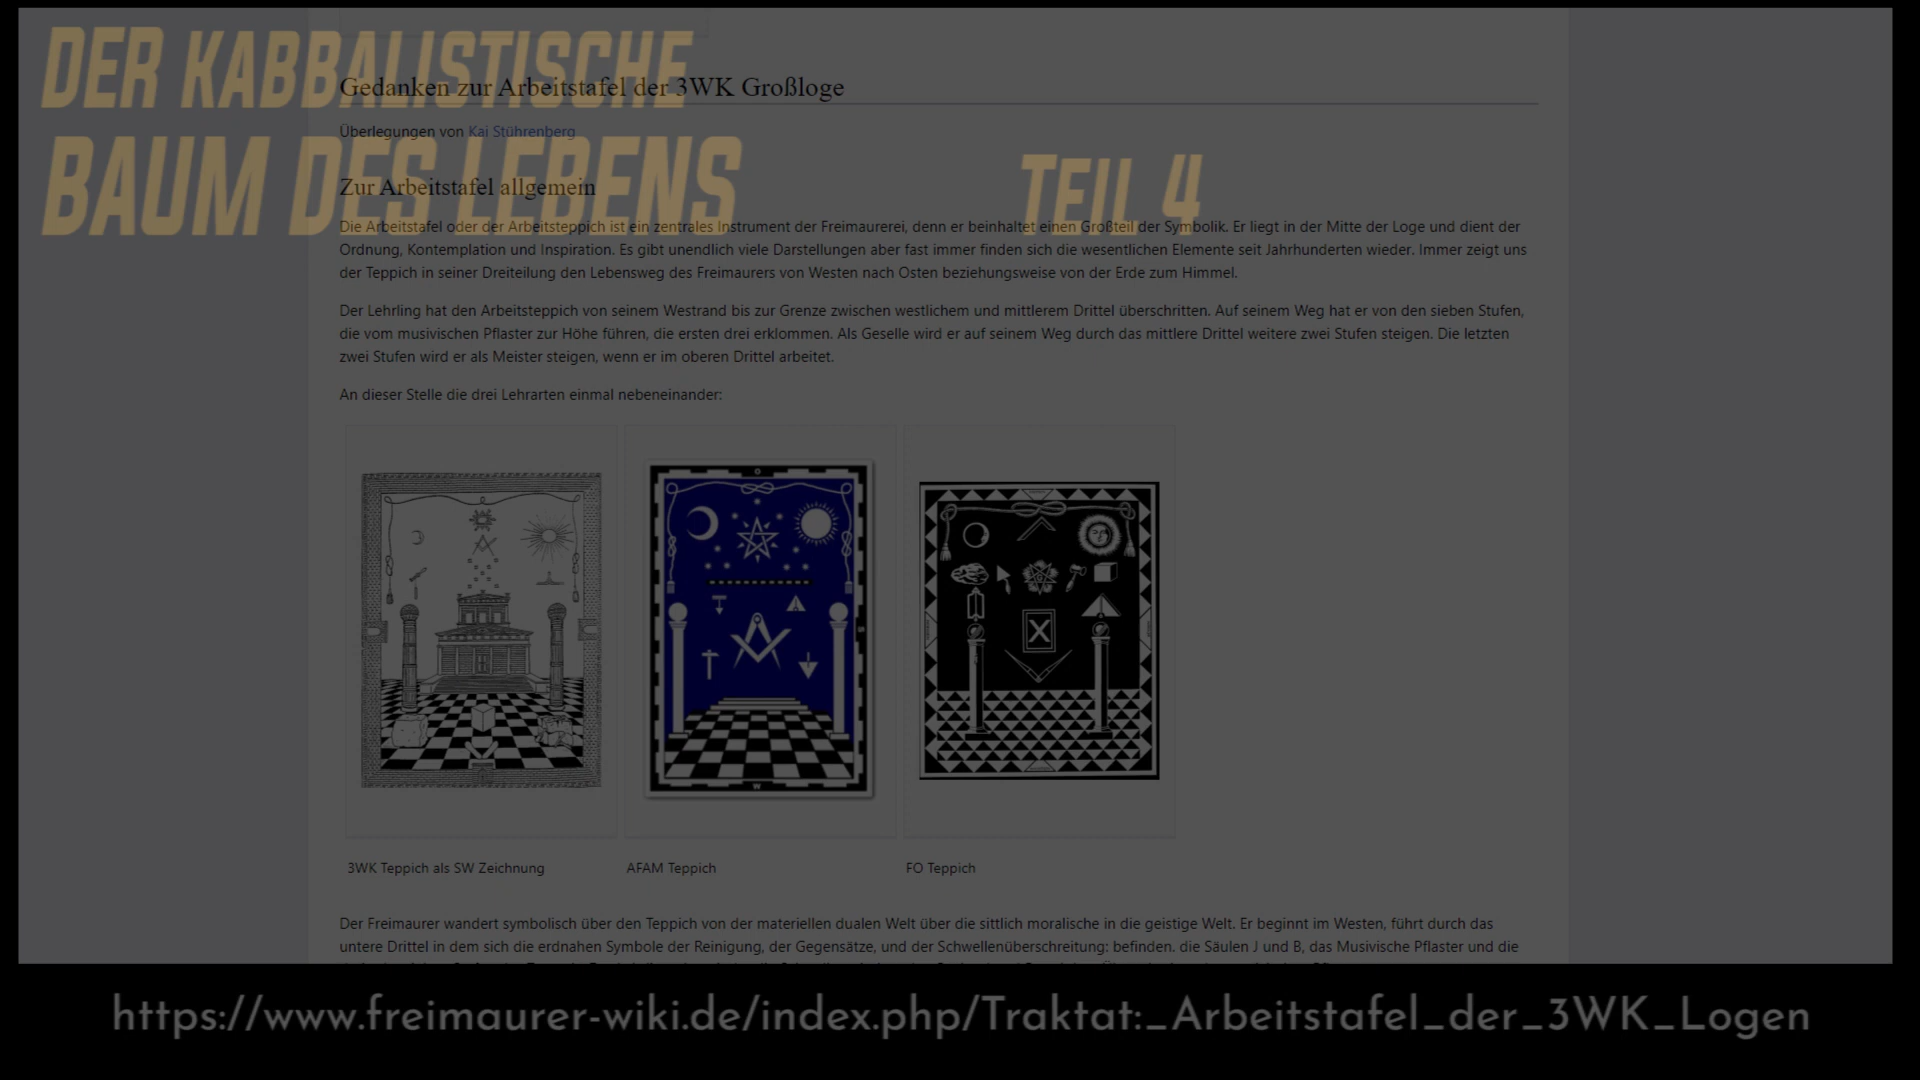 DER KABBALISTISCHE
BAUM DES LEBENS
TEIL 4
Gedanken zur Arbeitstafel der 3WK Großloge
Überlegungen von Kai Stührenberg
Zur Arbeitstafel allgemein
Die Arbeitstafel oder der Arbeitsteppich ist ein zentrales Instrument der Freimaurerei, denn er beinhaltet einen Großteil der Symbolik. Er liegt in der Mitte der Loge und dient der
Ordnung, Kontemplation und Inspiration. Es gibt unendlich viele Darstellungen aber fast immer finden sich die wesentlichen Elemente seit Jahrhunderten wieder. Immer zeigt uns
der Teppich in seiner Dreiteilung den Lebensweg des Freimaurers von Westen nach Osten beziehungsweise von der Erde zum Himmel.
Der Lehrling hat den Arbeitsteppich von seinem Westrand bis zur Grenze zwischen westlichem und mittlerem Drittel überschritten. Auf seinem Weg hat er von den sieben Stufen,
die vom musivischen Pflaster zur Höhe führen, die ersten drei erklommen. Als Geselle wird er auf seinem Weg durch das mittlere Drittel weitere zwei Stufen steigen. Die letzten
zwei Stufen wird er als Meister steigen, wenn er im oberen Drittel arbeitet.
An dieser Stelle die drei Lehrarten einmal nebeneinander:
3WK Teppich als SW Zeichnung
AFAM Teppich
FO Teppich
Der Freimaurer wandert symbolisch über den Teppich von der materiellen dualen Welt über die sittlich moralische in die geistige Welt. Er beginnt im Westen, führt durch das
untere Drittel in dem sich die erdnahen Symbole der Reinigung, der Gegensätze, und der Schwellenüberschreitung: befinden. die Säulen J und B, das Musivische Pflaster und die
https://www.freimaurer-wiki.de/index.php/Traktat:_Arbeitstafel_der_3WK_Logen